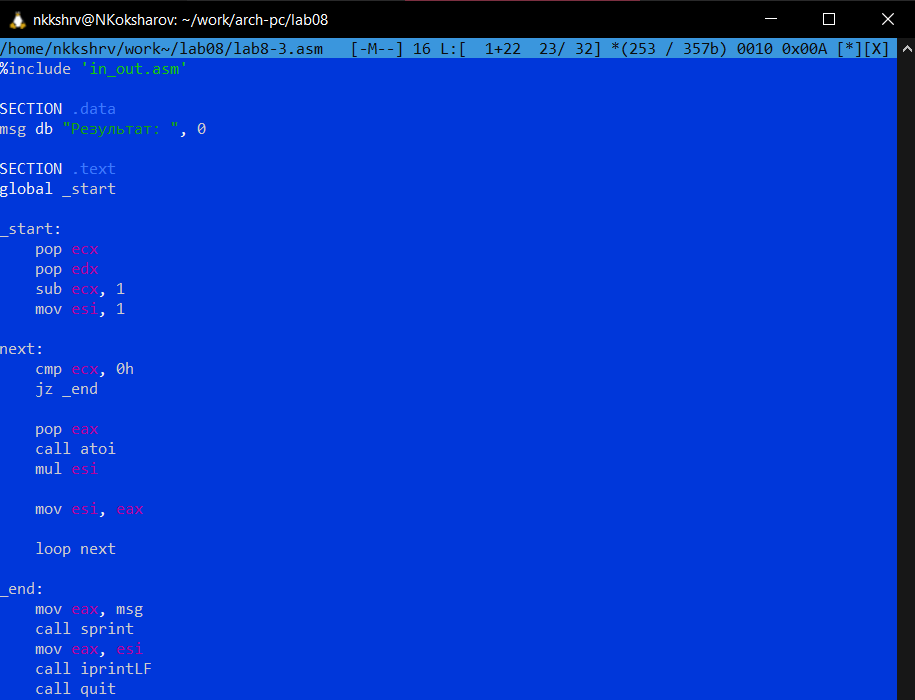 nkkshrv@NKoksharov: ~/work/arch-pc/lab08
/home/nkkshrv/work~/lab08/lab8-3.asm   [-M--] 16 L:[  1+22  23/ 32] *(253 / 357b) 0010 0x00A [*][X]
%include 'in_out.asm'
SECTION .data
msg db "Результат: ", 0
SECTION .text
global _start
_start:
    pop ecx
    pop edx
    sub ecx, 1
    mov esi, 1
next:
    cmp ecx, 0h
    jz _end
    pop eax
    call atoi
    mul esi
    mov esi, eax
    loop next
_end:
    mov eax, msg
    call sprint
    mov eax, esi
    call iprintLF
    call quit